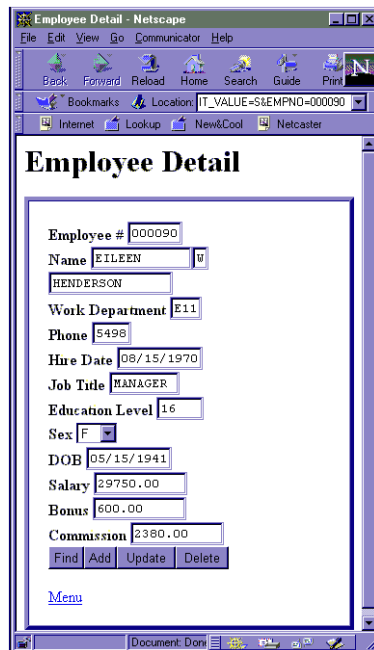 Employee Detail - Netscape
File Edit View Go Communicator Help
Back Forward Reload Home Search Guide Print N
Bookmarks Location: IT_VALUE=S&EMPNO=000090
Internet Lookup New&Cool Netcaster
Employee Detail
Employee # 000090
Name EILEEN W
HENDERSON
Work Department E11
Phone 5498
Hire Date 08/15/1970
Job Title MANAGER
Education Level 16
Sex F
DOB 05/15/1941
Salary 29750.00
Bonus 600.00
Commission 2380.00
Find Add Update Delete
Menu
Document: Done